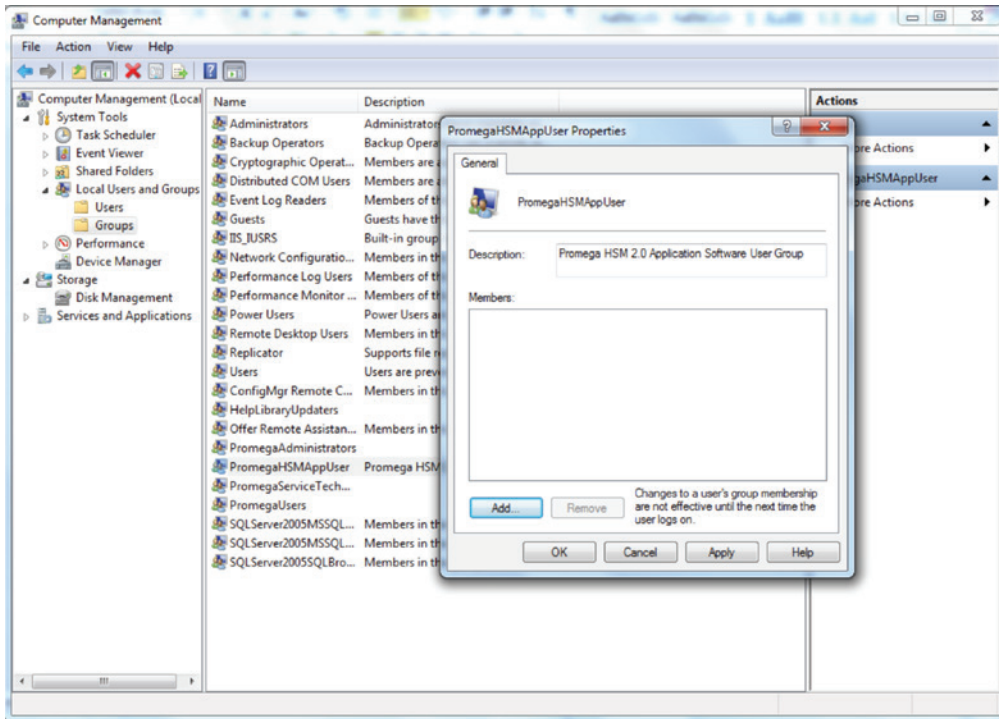 Computer Management
File Action View Help
Computer Management (Local
System Tools
Task Scheduler
Event Viewer
Shared Folders
Local Users and Groups
Users
Groups
Performance
Device Manager
Storage
Disk Management
Services and Applications
Name Description
Administrators Administrator
Backup Operators Backup Opera
Cryptographic Operat... Members are a
Distributed COM Users Members are a
Event Log Readers Members of th
Guests Guests have th
IIS_IUSRS Built-in group
Network Configuratio... Members in th
Performance Log Users Members of th
Performance Monitor ... Members of th
Power Users Power Users a
Remote Desktop Users Members in th
Replicator Supports file r
Users Users are prev
ConfigMgr Remote C... Members in th
HelpLibraryUpdaters
Offer Remote Assistan... Members in th
PromegaAdministrators
PromegaHSMAppUser Promega HSM
PromegaServiceTech...
PromegaUsers
SQLServer2005MSSQL... Members in th
SQLServer2005MSSQL... Members in th
SQLServer2005SQLBro... Members in th
PromegaHSMAppUser Properties
General
PromegaHSMAppUser
Description: Promega HSM 2.0 Application Software User Group
Members:
Add... Remove
Changes to a user's group membership
are not effective until the next time the
user logs on.
OK Cancel Apply Help
Actions
ore Actions
gaHSMAppUser
ore Actions